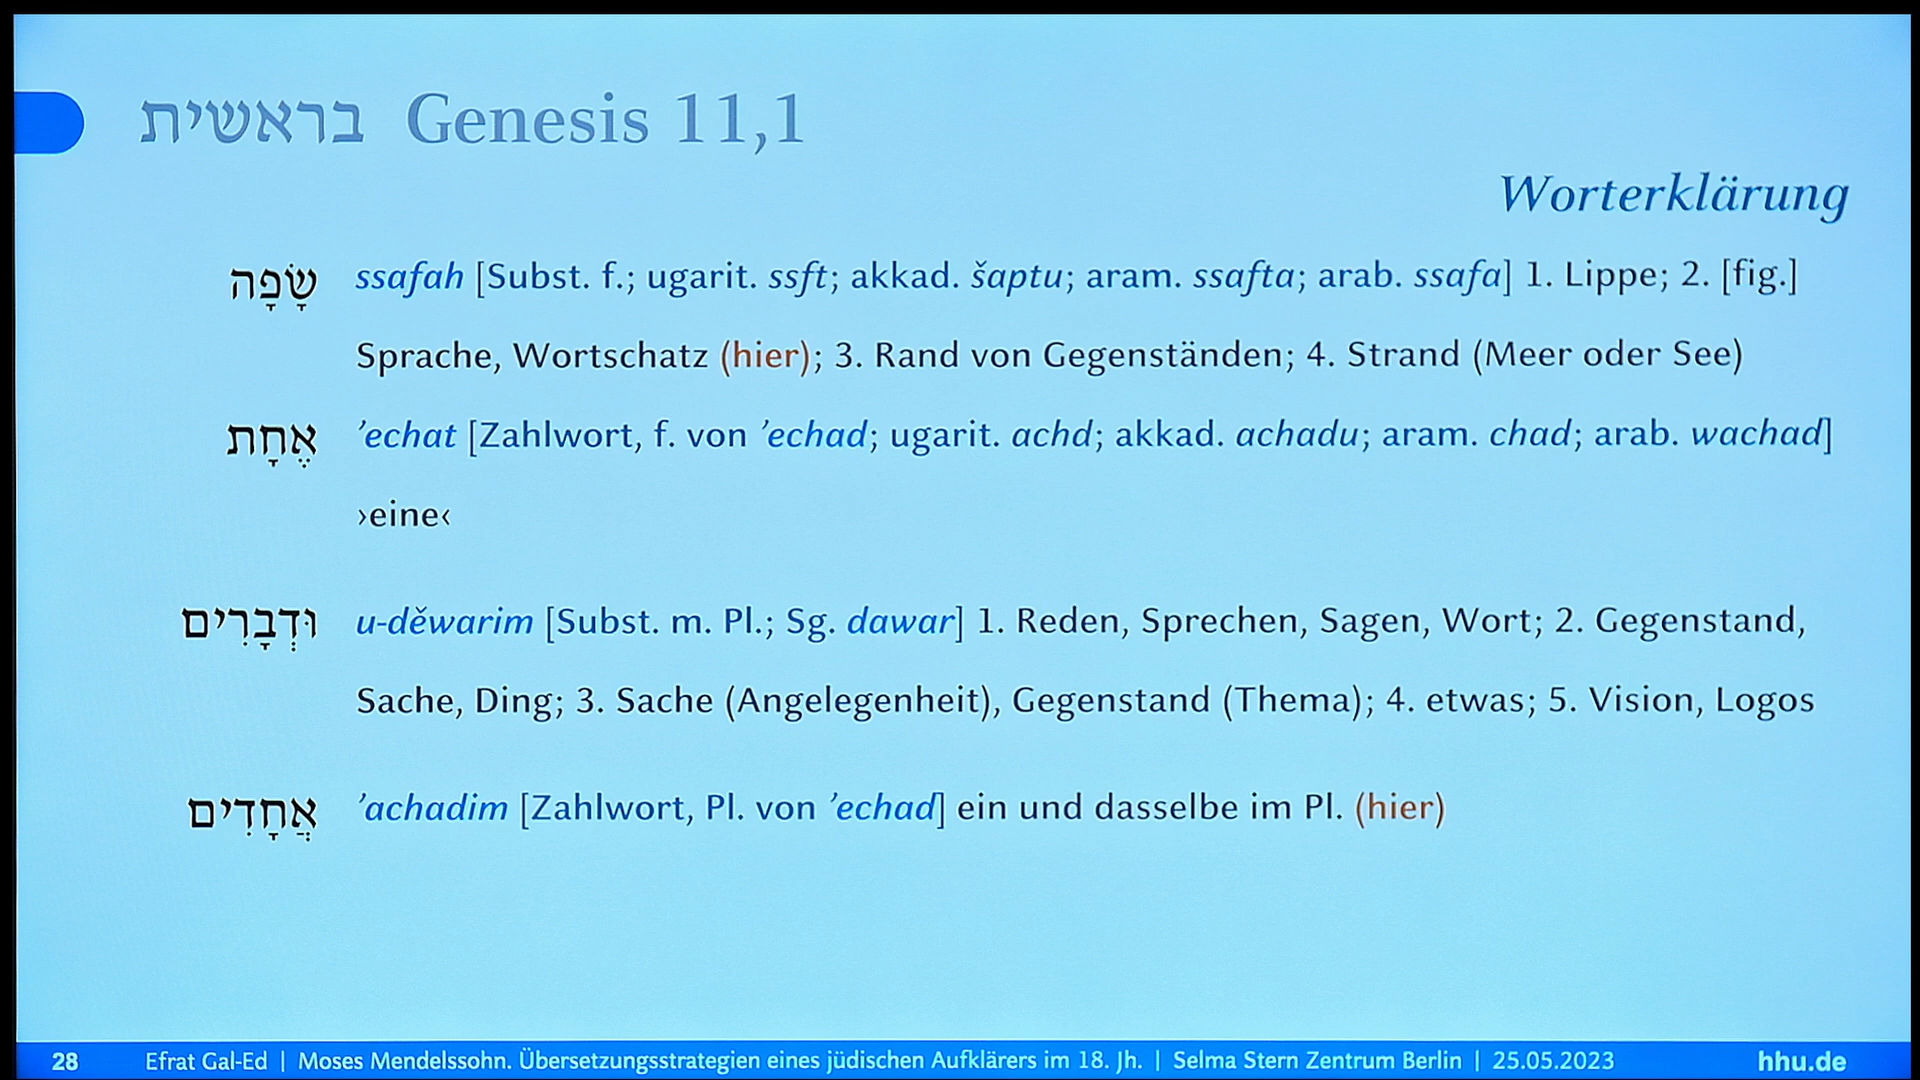 בראשית Genesis 11,1
Worterklärung
שָׂפָה ssafah [Subst. f.; ugarit. ssft; akkad. šaptu; aram. ssafta; arab. ssafa] 1. Lippe; 2. [fig.]
Sprache, Wortschatz (hier); 3. Rand von Gegenständen; 4. Strand (Meer oder See)
אֶחָת ’echat [Zahlwort, f. von ’echad; ugarit. achd; akkad. achadu; aram. chad; arab. wachad]
›eine‹
וּדְבָרִים u-děwarim [Subst. m. Pl.; Sg. dawar] 1. Reden, Sprechen, Sagen, Wort; 2. Gegenstand,
Sache, Ding; 3. Sache (Angelegenheit), Gegenstand (Thema); 4. etwas; 5. Vision, Logos
אֲחָדִים ’achadim [Zahlwort, Pl. von ’echad] ein und dasselbe im Pl. (hier)
28 Efrat Gal-Ed | Moses Mendelssohn. Übersetzungsstrategien eines jüdischen Aufklärers im 18. Jh. | Selma Stern Zentrum Berlin | 25.05.2023 hhu.de